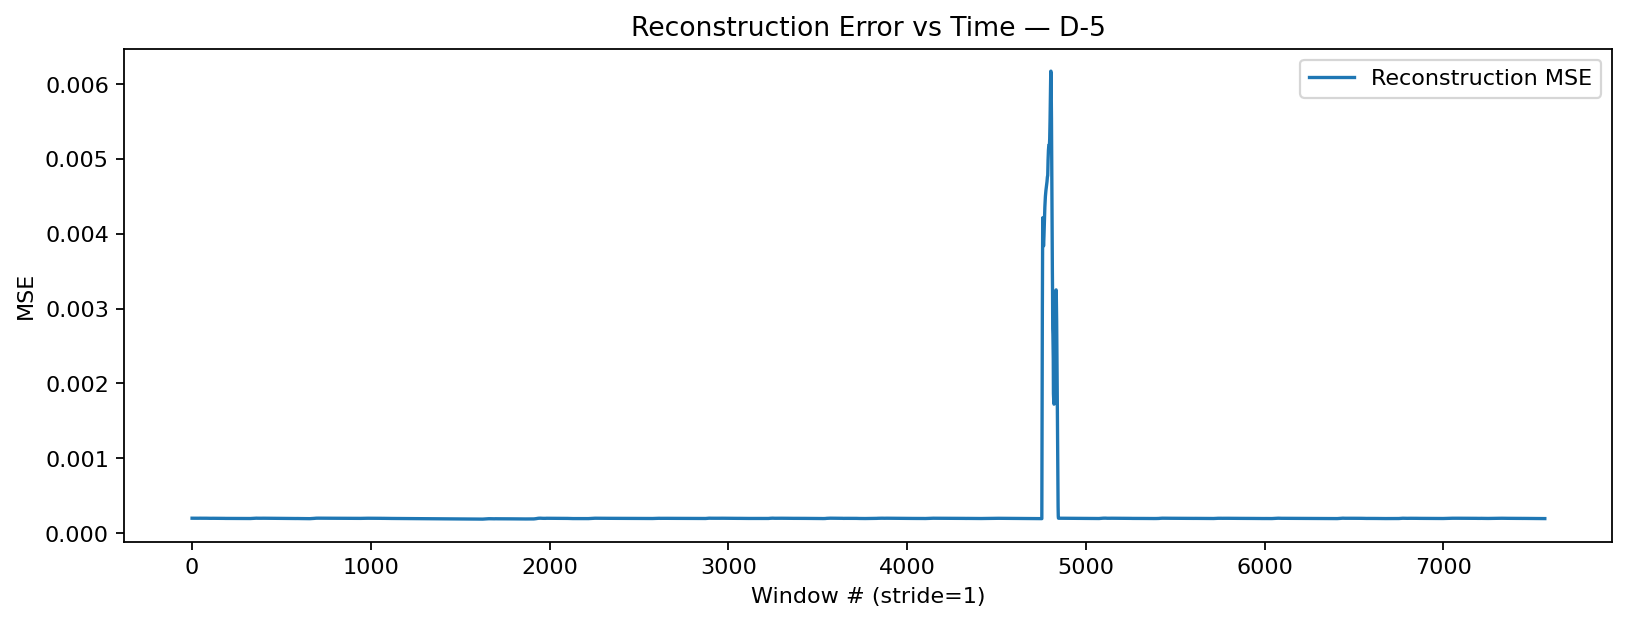 Reconstruction Error vs Time — D-5
Reconstruction MSE
MSE
0.006
0.005
0.004
0.003
0.002
0.001
0.000
0 1000 2000 3000 4000 5000 6000 7000
Window # (stride=1)